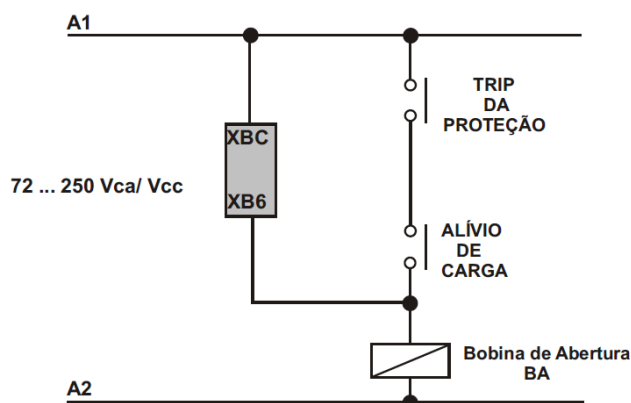 A1
TRIP
DA
PROTEÇÃO
XBC
72 ... 250 Vca/ Vcc
XB6
ALÍVIO
DE
CARGA
Bobina de Abertura
BA
A2